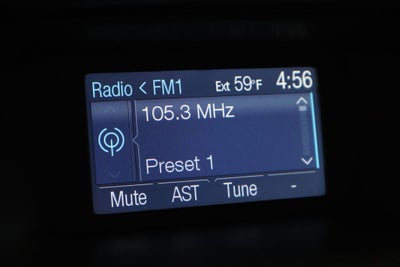 Radio < FM1 Ext 59°F 4:56
105.3 MHz
Preset 1
Mute AST Tune -